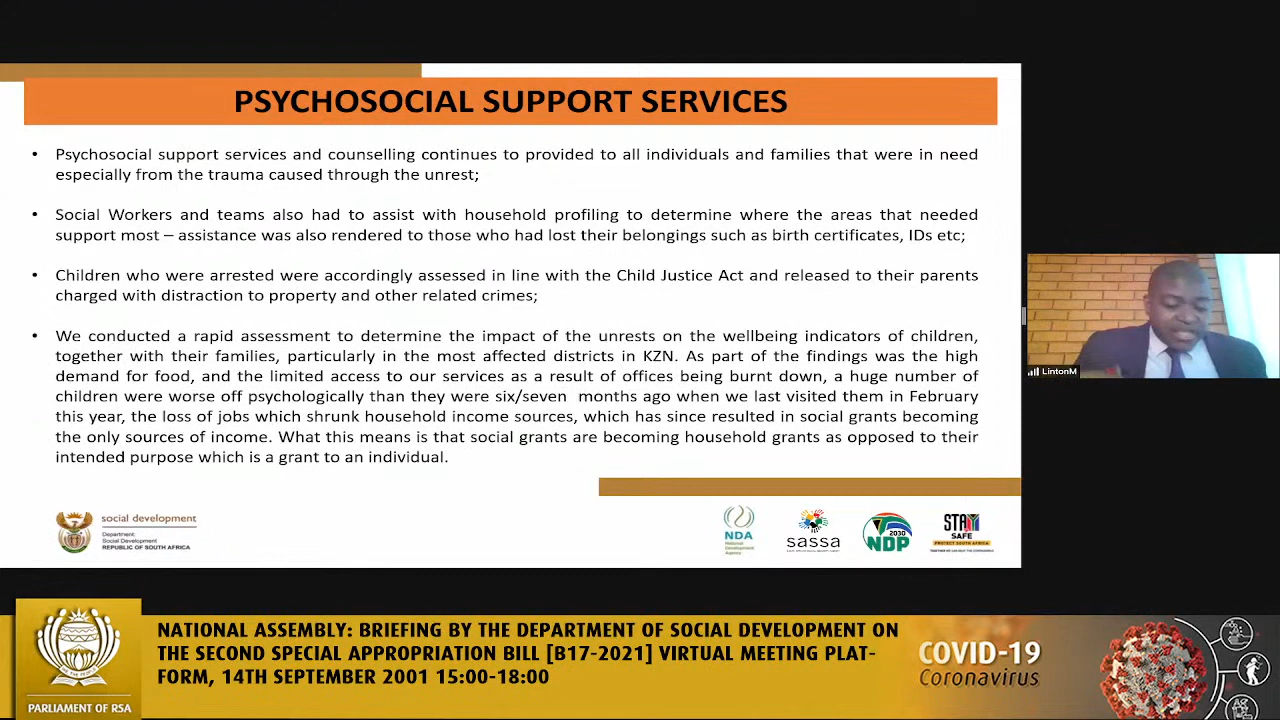 PSYCHOSOCIAL SUPPORT SERVICES
• Psychosocial support services and counselling continues to provided to all individuals and families that were in need
especially from the trauma caused through the unrest;
• Social Workers and teams also had to assist with household profiling to determine where the areas that needed
support most – assistance was also rendered to those who had lost their belongings such as birth certificates, IDs etc;
• Children who were arrested were accordingly assessed in line with the Child Justice Act and released to their parents
charged with distraction to property and other related crimes;
• We conducted a rapid assessment to determine the impact of the unrests on the wellbeing indicators of children,
together with their families, particularly in the most affected districts in KZN. As part of the findings was the high
demand for food, and the limited access to our services as a result of offices being burnt down, a huge number of
children were worse off psychologically than they were six/seven months ago when we last visited them in February
this year, the loss of jobs which shrunk household income sources, which has since resulted in social grants becoming
the only sources of income. What this means is that social grants are becoming household grants as opposed to their
intended purpose which is a grant to an individual.
social development
Department:
Social Development
REPUBLIC OF SOUTH AFRICA
NDA
National
Development
Agency
sassa
2030
NDP
STAY
SAFE
PROTECT SOUTH AFRICA
LintonM
PARLIAMENT OF RSA
NATIONAL ASSEMBLY: BRIEFING BY THE DEPARTMENT OF SOCIAL DEVELOPMENT ON
THE SECOND SPECIAL APPROPRIATION BILL [B17-2021] VIRTUAL MEETING PLAT-
FORM, 14TH SEPTEMBER 2001 15:00-18:00
COVID-19
Coronavirus